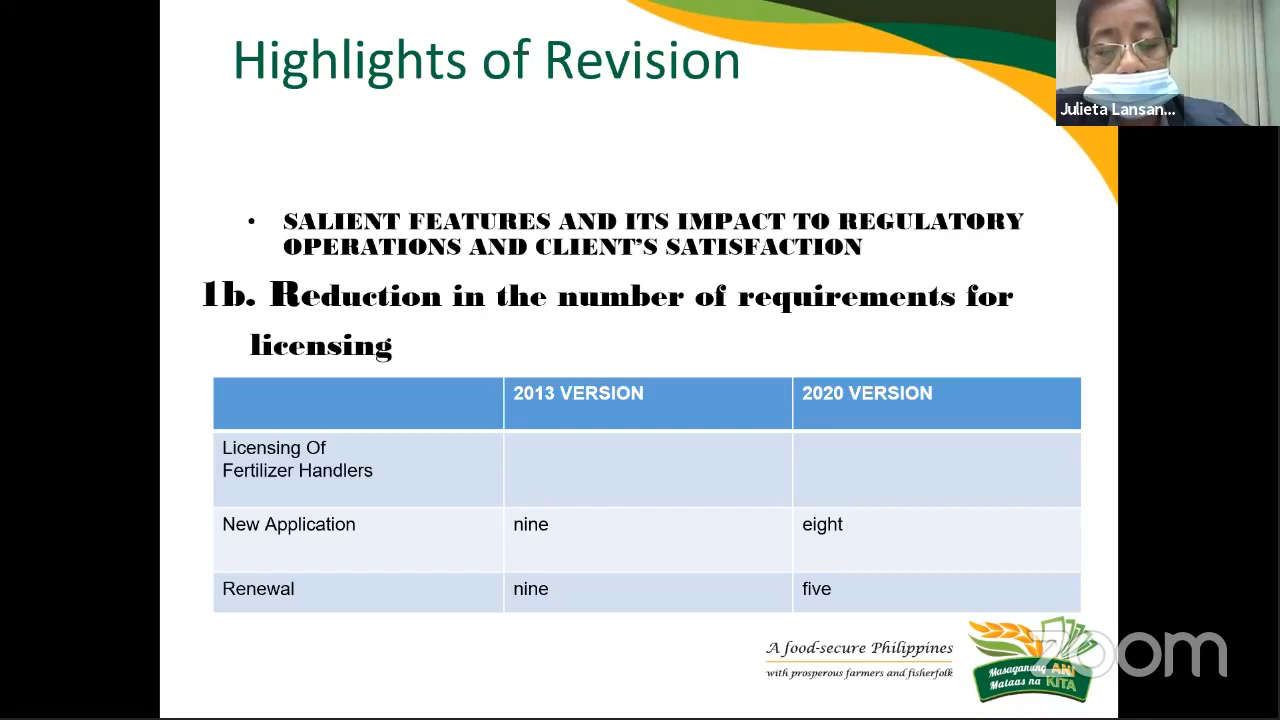 Highlights of Revision
Julieta Lansan...
• SALIENT FEATURES AND ITS IMPACT TO REGULATORY
OPERATIONS AND CLIENT'S SATISFACTION
1b. Reduction in the number of requirements for
licensing
2013 VERSION 2020 VERSION
Licensing Of
Fertilizer Handlers
New Application nine eight
Renewal nine five
A food-secure Philippines
with prosperous farmers and fisherfolk
Masaganang ANI
Mataas na KITA
zoom